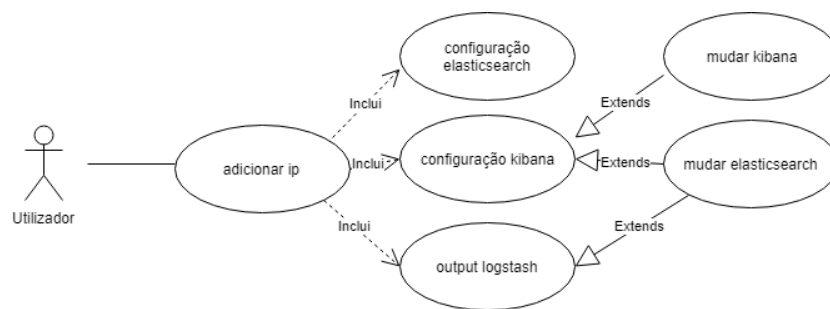 configuração
elasticsearch
mudar kibana
Inclui
Extends
adicionar ip
Inclui
configuração kibana
Extends
mudar elasticsearch
Utilizador
Inclui
Extends
output logstash